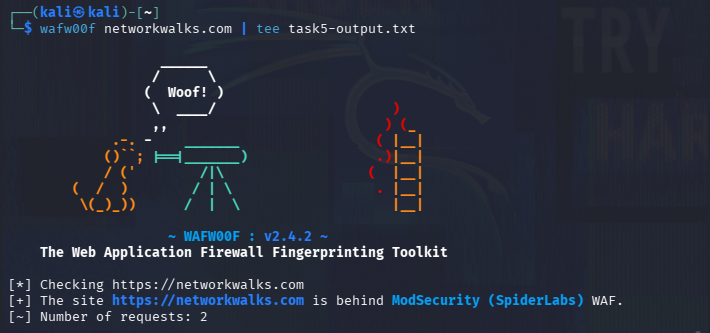 (kali㉿kali)-[~]
$ wafw00f networkwalks.com | tee task5-output.txt
TRY
HAR
Woof!
~ WAFW00F : v2.4.2 ~
The Web Application Firewall Fingerprinting Toolkit
[*] Checking https://networkwalks.com
[+] The site https://networkwalks.com is behind ModSecurity (SpiderLabs) WAF.
[~] Number of requests: 2